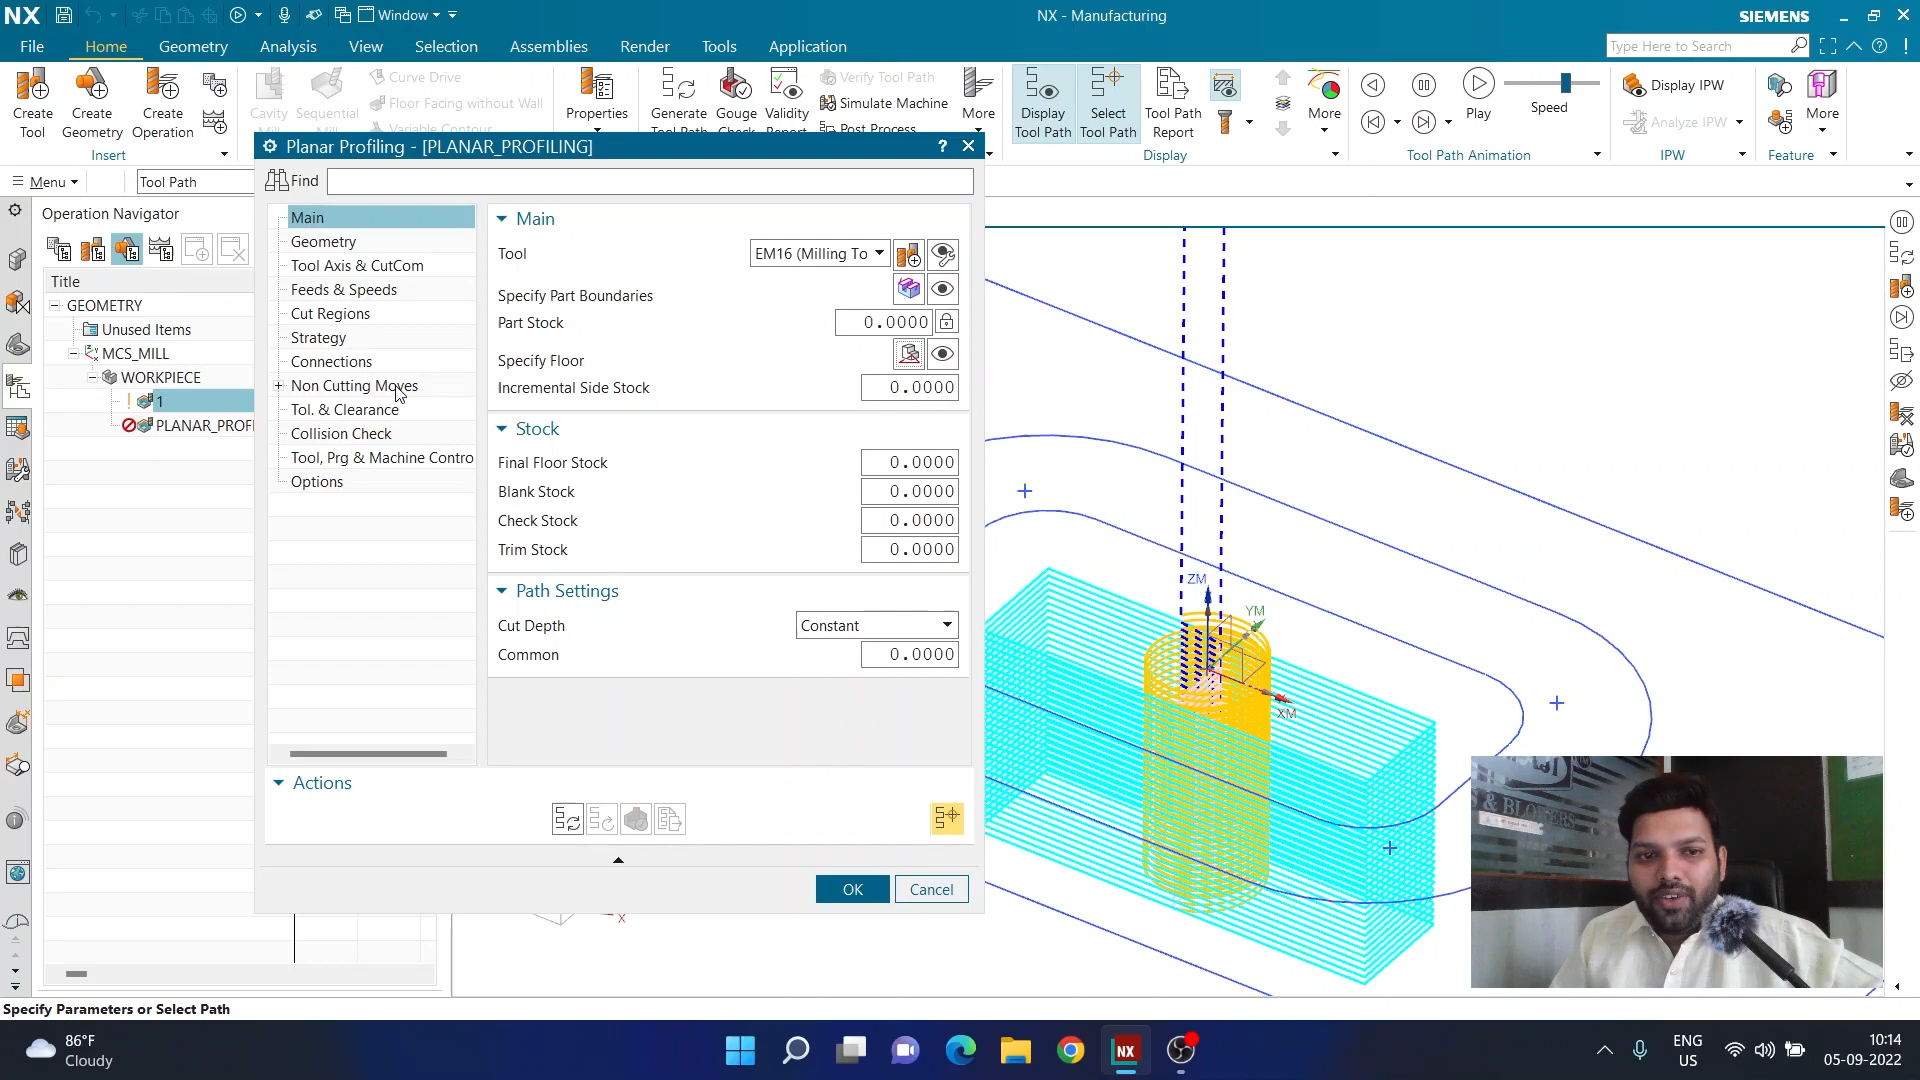 NX
Window
NX - Manufacturing
SIEMENS
File
Home
Geometry
Analysis
View
Selection
Assemblies
Render
Tools
Application
Type Here to Search
Create Tool
Create Geometry
Create Operation
Insert
Cavity Mill
Sequential Mill
Curve Drive
Floor Facing without Wall
Variable Contour
Properties
Generate Tool Path
Gouge Check
Validity Report
Verify Tool Path
Simulate Machine
Post Process
More
Display Tool Path
Select Tool Path
Tool Path Report
More
Display
Play
Speed
Tool Path Animation
Display IPW
Analyze IPW
IPW
More
Feature
Menu
Tool Path
Operation Navigator
Title
GEOMETRY
Unused Items
MCS_MILL
WORKPIECE
1
PLANAR_PROFI
Planar Profiling - [PLANAR_PROFILING]
Find
Main
Geometry
Tool Axis & CutCom
Feeds & Speeds
Cut Regions
Strategy
Connections
Non Cutting Moves
Tol. & Clearance
Collision Check
Tool, Prg & Machine Contro
Options
Main
Tool
EM16 (Milling To
Specify Part Boundaries
Part Stock
0.0000
Specify Floor
Incremental Side Stock
0.0000
Stock
Final Floor Stock
0.0000
Blank Stock
0.0000
Check Stock
0.0000
Trim Stock
0.0000
Path Settings
Cut Depth
Constant
Common
0.0000
Actions
OK
Cancel
ZM
YM
XM
X
Specify Parameters or Select Path
86°F
Cloudy
NX
ENG
US
10:14
05-09-2022